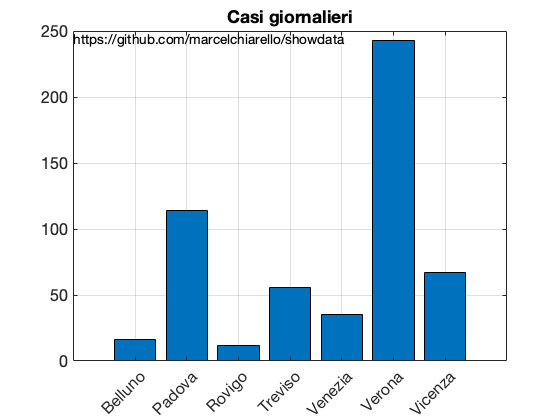 Casi giornalieri
https://github.com/marcelchiarello/showdata
250
200
150
100
50
0
Belluno
Padova
Rovigo
Treviso
Venezia
Verona
Vicenza